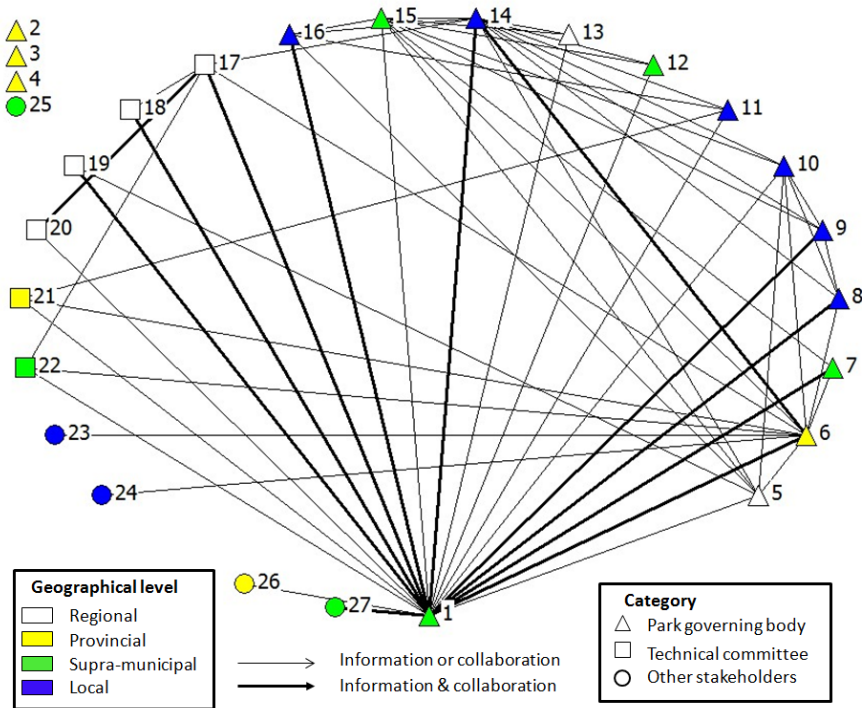 2
3
4
25
16
15
14
13
17
12
18
11
19
10
20
9
21
8
22
7
23
6
24
5
26
27
1
Geographical level
Regional
Provincial
Supra-municipal
Local
Information or collaboration
Information & collaboration
Category
Park governing body
Technical committee
Other stakeholders